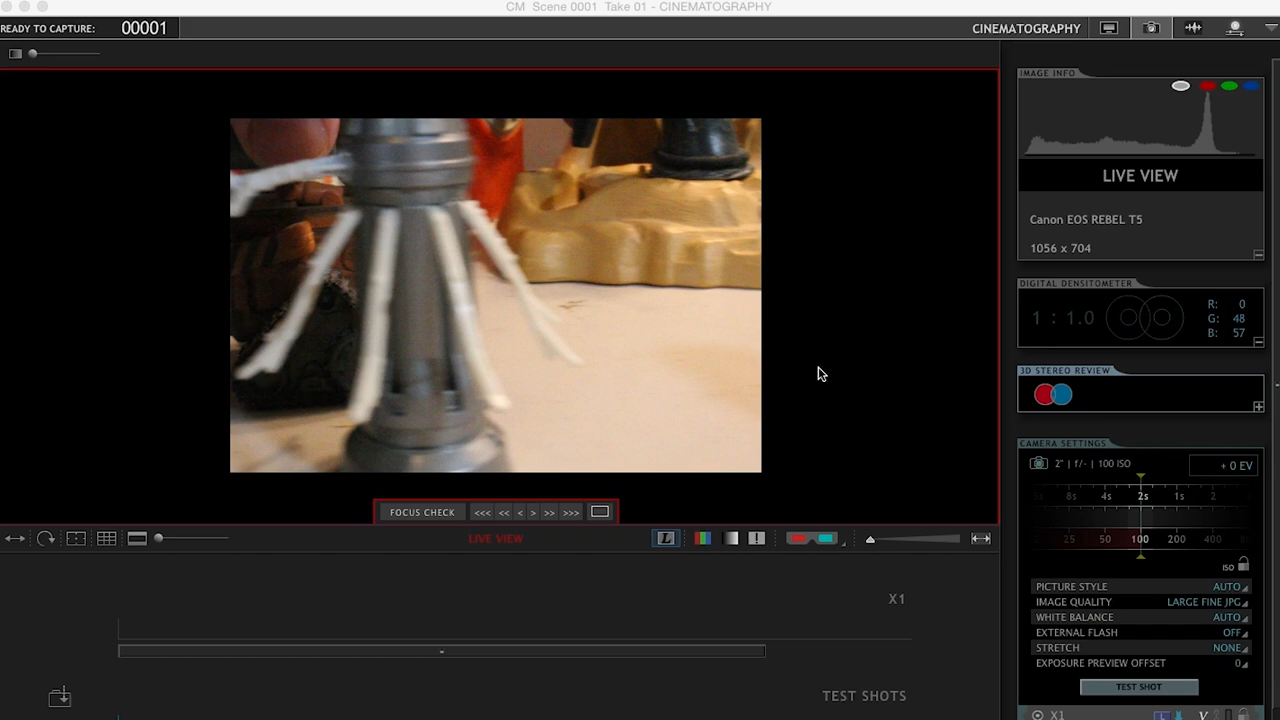 CM Scene 0001 Take 01 - CINEMATOGRAPHY
READY TO CAPTURE: 00001
CINEMATOGRAPHY
IMAGE INFO
LIVE VIEW
Canon EOS REBEL T5
1056 x 704
DIGITAL DENSITOMETER
1 : 1.0
R: 0
G: 48
B: 57
3D STEREO REVIEW
CAMERA SETTINGS
2" | f/- | 100 ISO
+ 0 EV
8s 4s 2s 1s 2
25 50 100 200 400
ISO
PICTURE STYLE AUTO
IMAGE QUALITY LARGE FINE JPG
WHITE BALANCE AUTO
EXTERNAL FLASH OFF
STRETCH NONE
EXPOSURE PREVIEW OFFSET 0
TEST SHOT
X1
L V
FOCUS CHECK <<< << < > >> >>>
LIVE VIEW
L
X1
TEST SHOTS